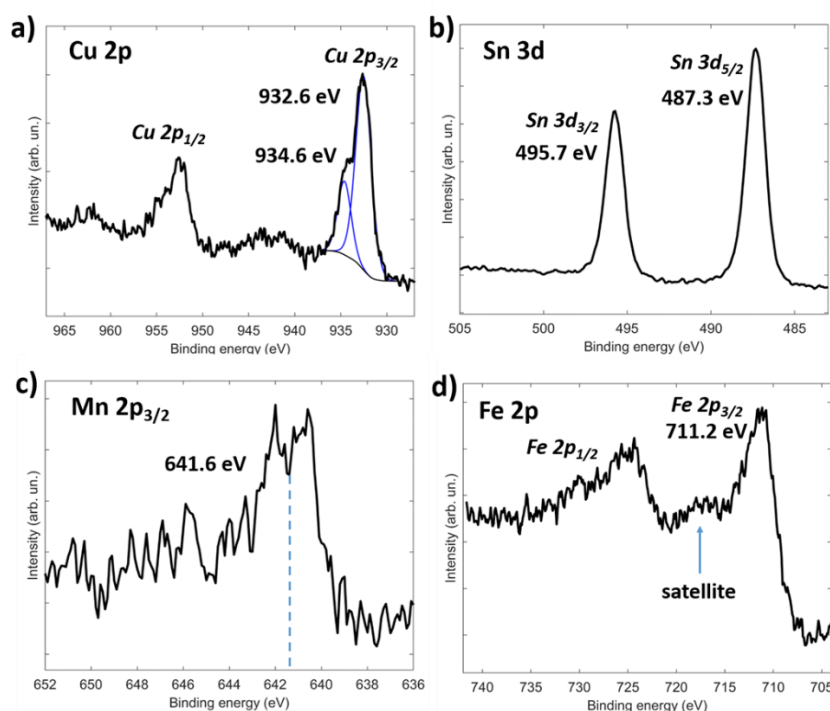 a)
Cu 2p
Cu 2p3/2
932.6 eV
934.6 eV
Cu 2p1/2
Intensity (arb. un.)
965 960 955 950 945 940 935 930
Binding energy (eV)
b)
Sn 3d
Sn 3d5/2
487.3 eV
Sn 3d3/2
495.7 eV
Intensity (arb. un.)
505 500 495 490 485
Binding energy (eV)
c)
Mn 2p3/2
641.6 eV
Intensity (arb. un.)
652 650 648 646 644 642 640 638 636
Binding energy (eV)
d)
Fe 2p
Fe 2p3/2
711.2 eV
Fe 2p1/2
satellite
Intensity (arb. un.)
740 735 730 725 720 715 710 705
Binding energy (eV)